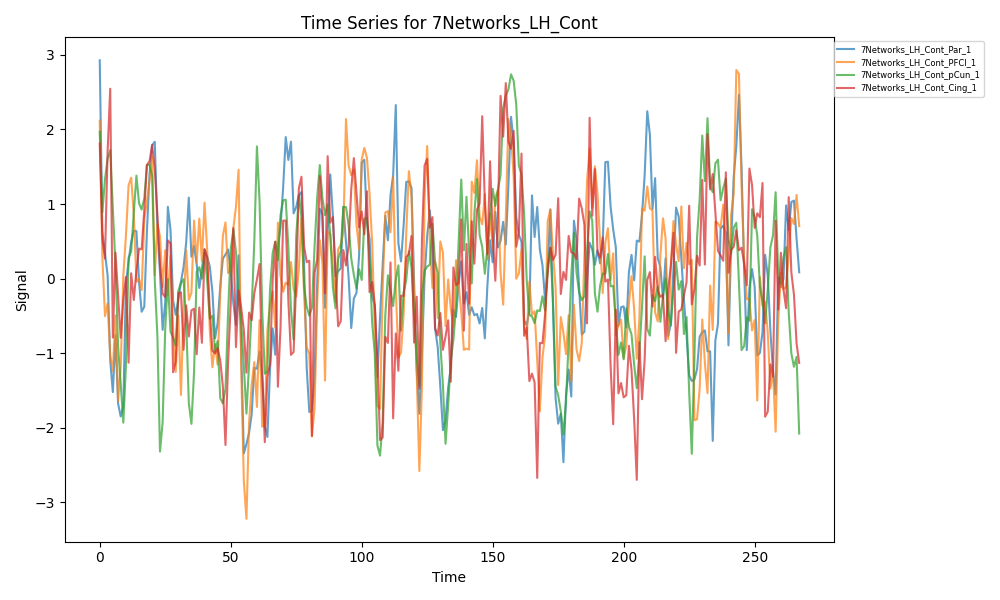 Time Series for 7Networks_LH_Cont
7Networks_LH_Cont_Par_1
7Networks_LH_Cont_PFCl_1
7Networks_LH_Cont_pCun_1
7Networks_LH_Cont_Cing_1
3
2
1
0
−1
−2
−3
Signal
0 50 100 150 200 250
Time